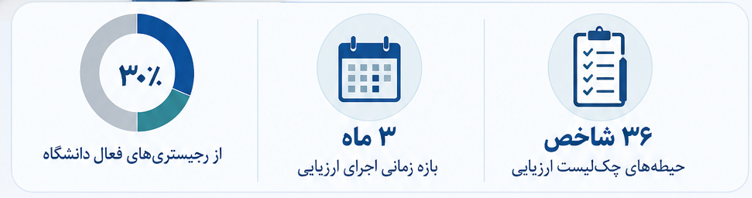 ۳۶ شاخص
حیطه‌های چک‌لیست ارزیابی
۳ ماه
بازه زمانی اجرای ارزیابی
۳۰٪
از رجیستری‌های فعال دانشگاه